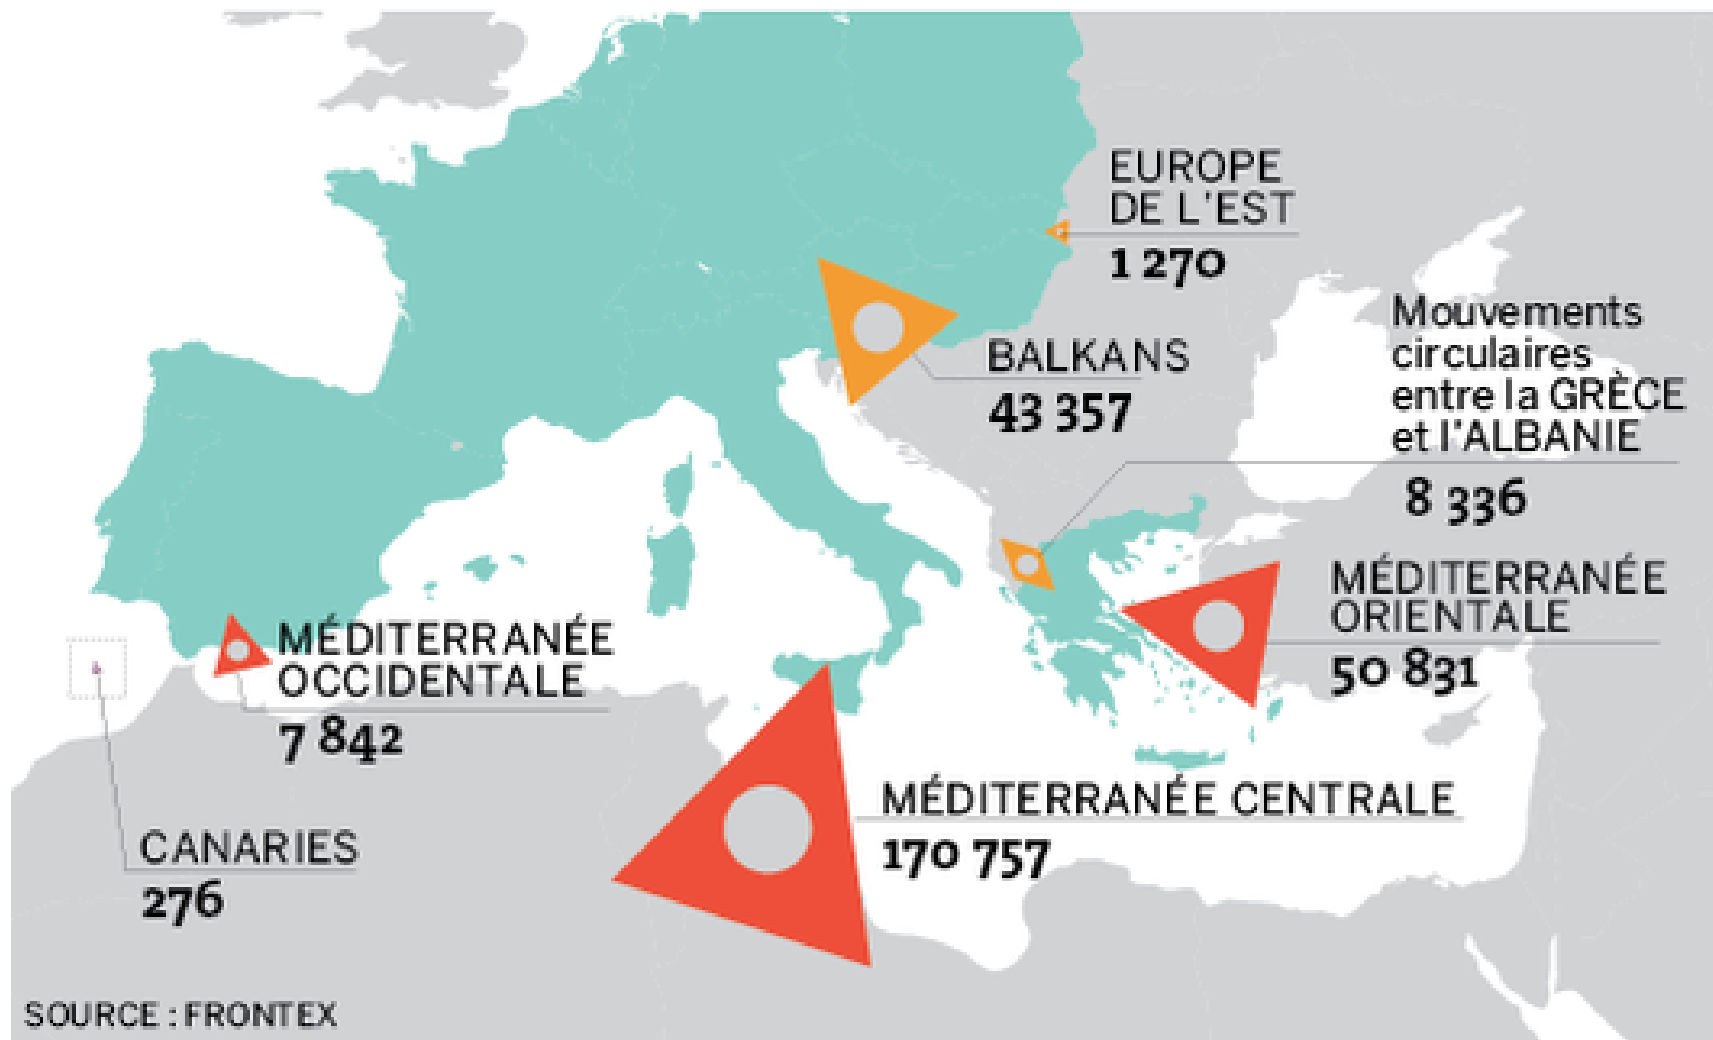 EUROPE
DE L'EST
1 270
Mouvements
circulaires
entre la GRÈCE
et l'ALBANIE
8 336
BALKANS
43 357
MÉDITERRANÉE
ORIENTALE
50 831
MÉDITERRANÉE
OCCIDENTALE
7 842
MÉDITERRANÉE CENTRALE
170 757
CANARIES
276
SOURCE : FRONTEX